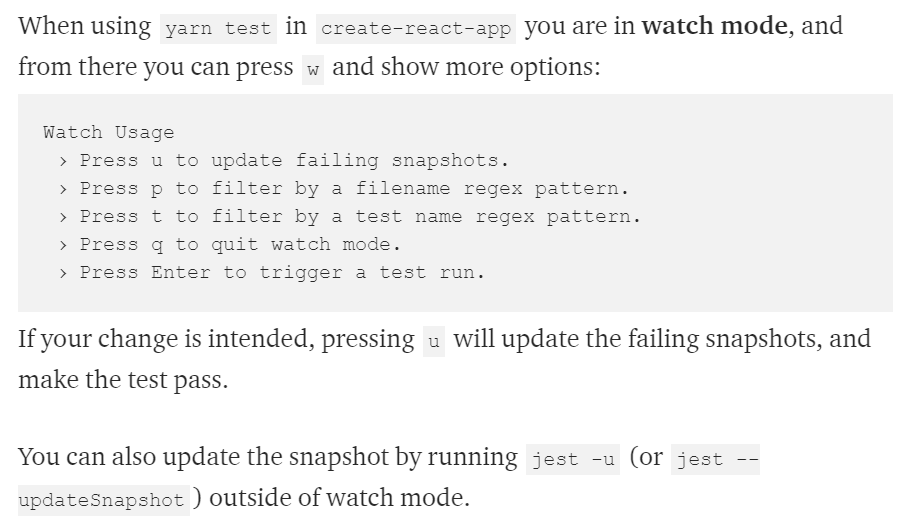 When using yarn test in create-react-app you are in watch mode, and
from there you can press w and show more options:
Watch Usage
› Press u to update failing snapshots.
› Press p to filter by a filename regex pattern.
› Press t to filter by a test name regex pattern.
› Press q to quit watch mode.
› Press Enter to trigger a test run.
If your change is intended, pressing u will update the failing snapshots, and
make the test pass.
You can also update the snapshot by running jest -u (or jest --
updateSnapshot ) outside of watch mode.